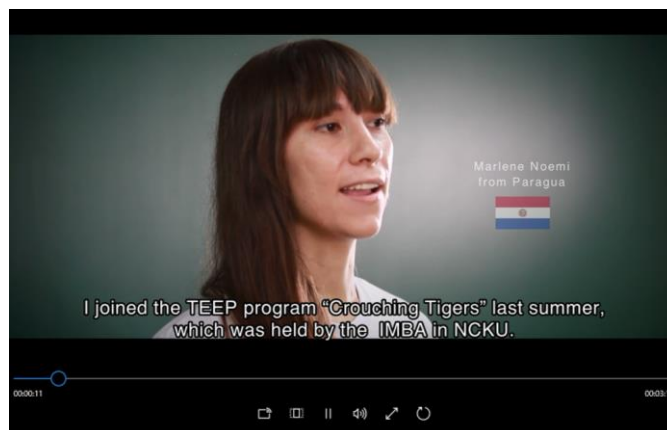 Marlene Noemi
from Paragua
I joined the TEEP program “Crouching Tigers” last summer,
which was held by the IMBA in NCKU.
00:00:11